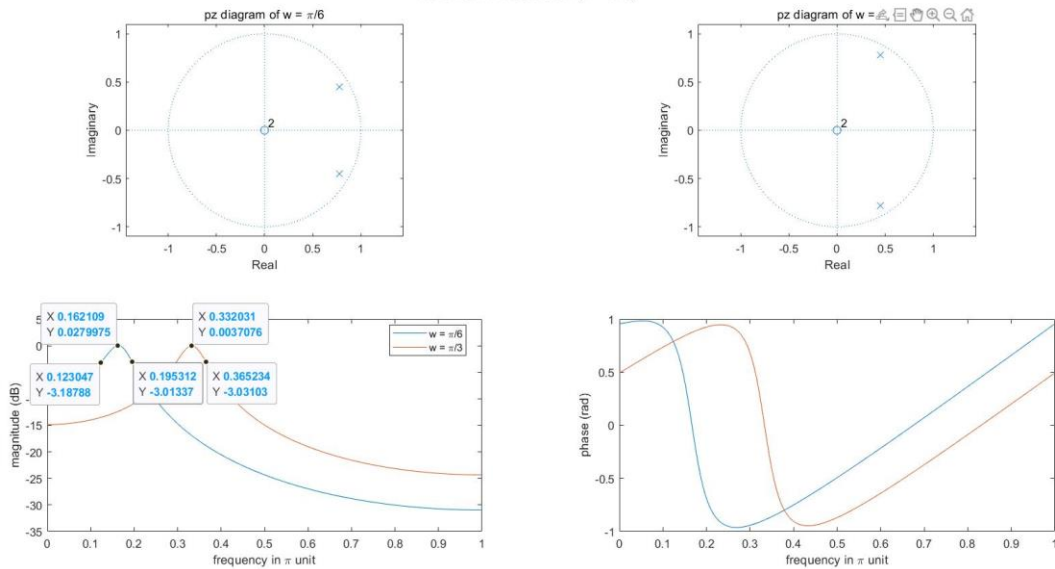 pz diagram of w = π/6
1
0.5
0
-0.5
-1
Imaginary
2
-1 -0.5 0 0.5 1
Real
pz diagram of w =
1
0.5
0
-0.5
-1
Imaginary
2
-1 -0.5 0 0.5 1
Real
X 0.162109
Y 0.0279975
X 0.332031
Y 0.0037076
X 0.123047
Y -3.18788
X 0.195312
Y -3.01337
X 0.365234
Y -3.03103
w = π/6
w = π/3
5
0
-15
-20
-25
-30
-35
magnitude (dB)
0 0.1 0.2 0.3 0.4 0.5 0.6 0.7 0.8 0.9 1
frequency in π unit
1
0.5
0
-0.5
-1
phase (rad)
0 0.1 0.2 0.3 0.4 0.5 0.6 0.7 0.8 0.9 1
frequency in π unit